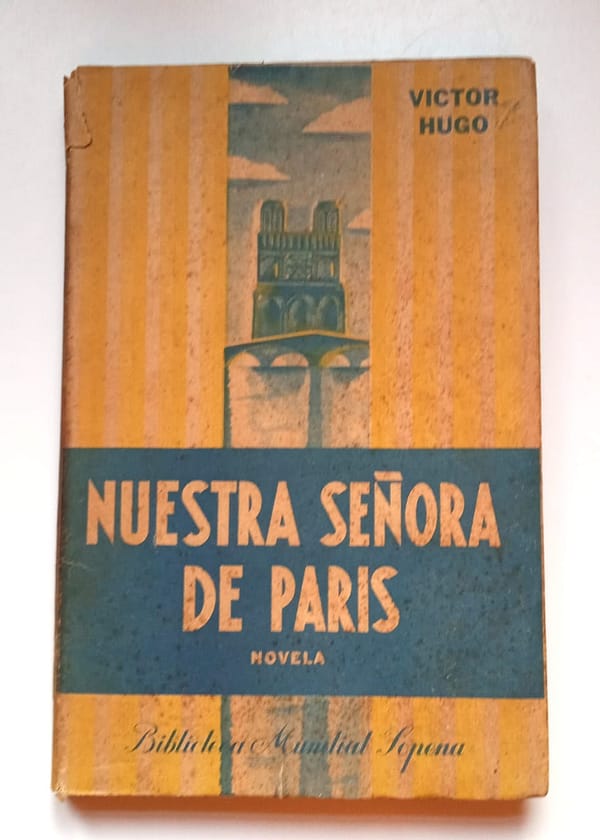 VICTOR
HUGO
NUESTRA SEÑORA
DE PARIS
NOVELA
Biblioteca Mundial Sopena